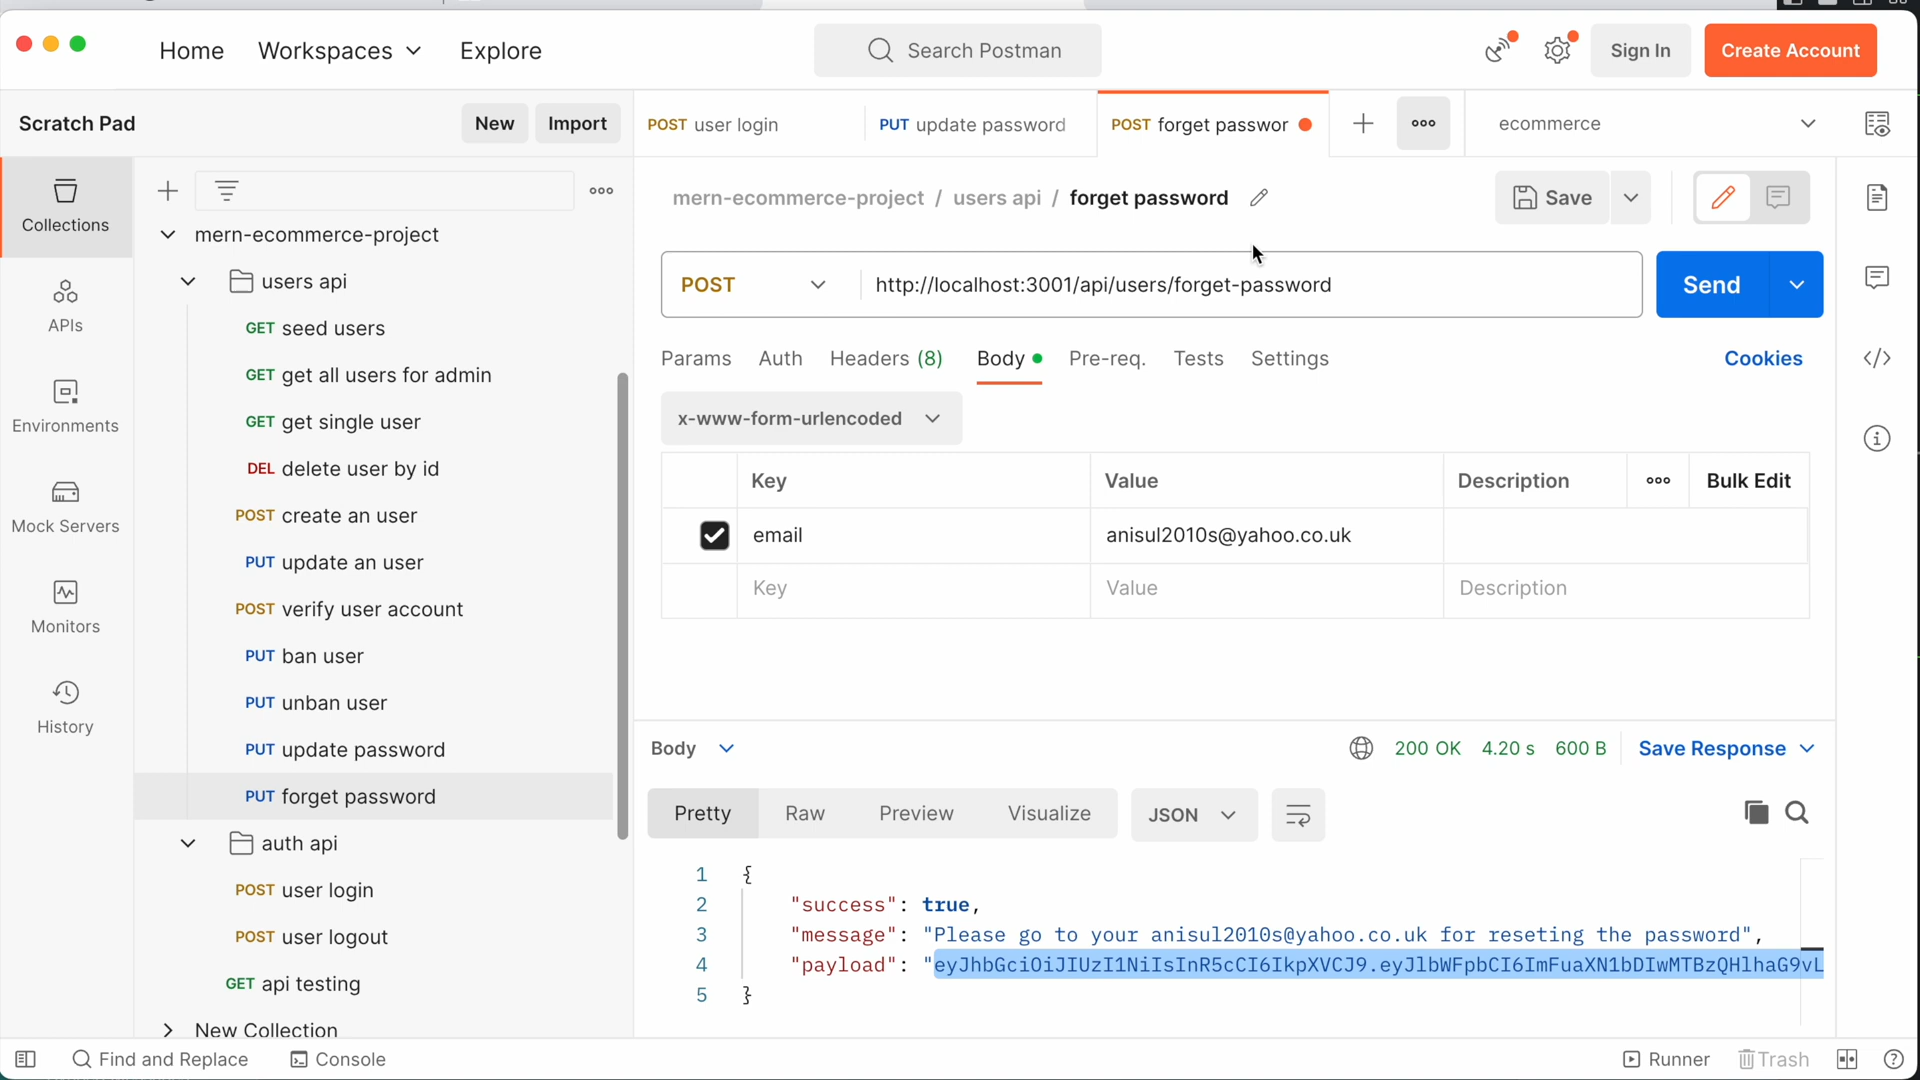 Home Workspaces Explore Search Postman Sign In Create Account
Scratch Pad New Import
POST user login PUT update password POST forget passwor ecommerce
Collections
APIs
Environments
Mock Servers
Monitors
History
mern-ecommerce-project
users api
GET seed users
GET get all users for admin
GET get single user
DEL delete user by id
POST create an user
PUT update an user
POST verify user account
PUT ban user
PUT unban user
PUT update password
PUT forget password
auth api
POST user login
POST user logout
GET api testing
New Collection
mern-ecommerce-project / users api / forget password Save
POST http://localhost:3001/api/users/forget-password Send
Params Auth Headers (8) Body Pre-req. Tests Settings Cookies
x-www-form-urlencoded
Key Value Description Bulk Edit
email anisul2010s@yahoo.co.uk
Key Value Description
Body 200 OK 4.20 s 600 B Save Response
Pretty Raw Preview Visualize JSON
1 {
2 "success": true,
3 "message": "Please go to your anisul2010s@yahoo.co.uk for reseting the password",
4 "payload": "eyJhbGciOiJIUzI1NiIsInR5cCI6IkpXVCJ9.eyJlbWFpbCI6ImFuaXN1bDIwMTBzQHlhaG9vL
5 }
Find and Replace Console Runner Trash